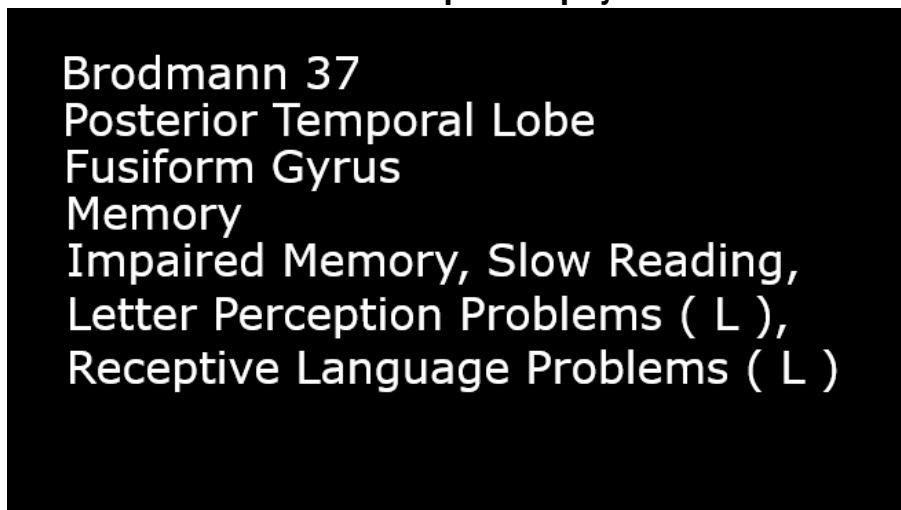 Brodmann 37
Posterior Temporal Lobe
Fusiform Gyrus
Memory
Impaired Memory, Slow Reading,
Letter Perception Problems ( L ),
Receptive Language Problems ( L )